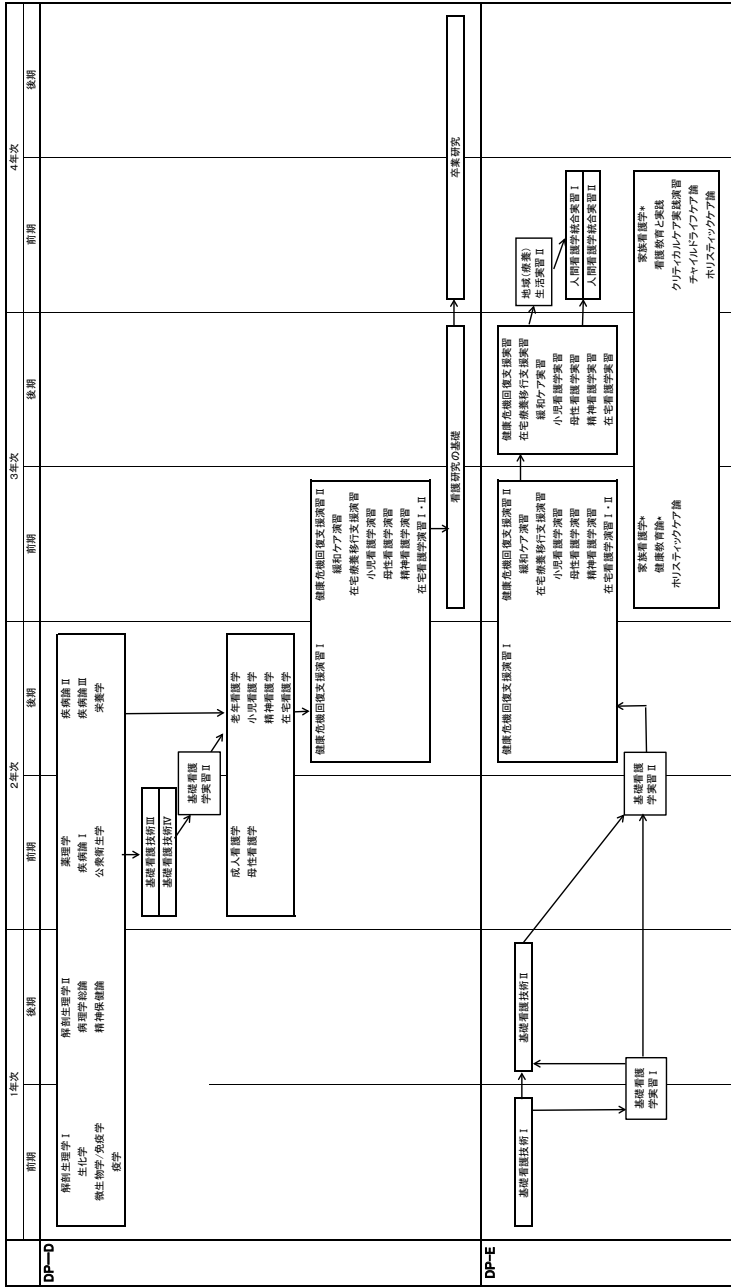 1年次
2年次
3年次
4年次
前期
後期
前期
後期
前期
後期
前期
後期
DP-D
解剖生理学Ⅰ
生化学
微生物学/免疫学
疫学
解剖生理学Ⅱ
病理学総論
精神保健論
薬理学
疾病論Ⅰ
公衆衛生学
疾病論Ⅱ
疾病論Ⅲ
栄養学
基礎看護技術Ⅲ
基礎看護技術Ⅳ
基礎看護
学実習Ⅱ
成人看護学
母性看護学
老年看護学
小児看護学
精神看護学
在宅看護学
健康危機回復支援演習Ⅰ
健康危機回復支援演習Ⅱ
緩和ケア演習
在宅療養移行支援演習
小児看護学演習
母性看護学演習
精神看護学演習
在宅看護学演習Ⅰ・Ⅱ
看護研究の基礎
卒業研究
DP-E
基礎看護技術Ⅰ
基礎看護技術Ⅱ
基礎看護
学実習Ⅰ
基礎看護
学実習Ⅱ
健康危機回復支援演習Ⅰ
健康危機回復支援演習Ⅱ
緩和ケア演習
在宅療養移行支援演習
小児看護学演習
母性看護学演習
精神看護学演習
在宅看護学演習Ⅰ・Ⅱ
健康危機回復支援実習
在宅療養移行支援実習
緩和ケア実習
小児看護学実習
母性看護学実習
精神看護学実習
在宅看護学実習
地域(療養)
生活実習Ⅱ
人間看護学統合実習Ⅰ
人間看護学統合実習Ⅱ
家族看護学*
健康教育論*
ホリスティックケア論
家族看護学*
看護教育と実践
クリティカルケア実践演習
チャイルドライフケア論
ホリスティックケア論